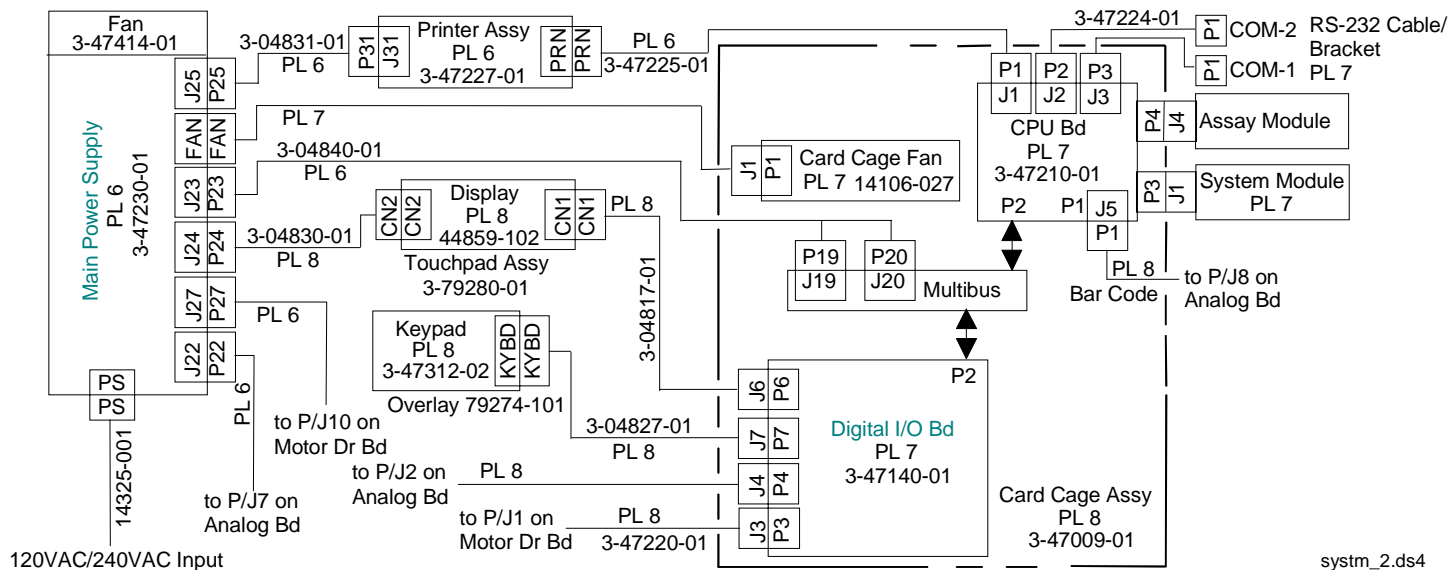 Fan
3-47414-01
Main Power Supply
PL 6
3-47230-01
J25
P25
FAN
FAN
J23
P23
J24
P24
J27
P27
J22
P22
PS
PS
14325-001
120VAC/240VAC Input
3-04831-01
PL 6
P31
J31
Printer Assy
PL 6
3-47227-01
PRN
PRN
PL 6
3-47225-01
PL 7
3-04840-01
PL 6
3-04830-01
PL 8
CN2
CN2
Display
PL 8
44859-102
CN1
CN1
PL 8
Touchpad Assy
3-79280-01
3-04817-01
PL 6
PL 6
to P/J10 on
Motor Dr Bd
to P/J7 on
Analog Bd
Keypad
PL 8
3-47312-02
KYBD
KYBD
Overlay 79274-101
3-04827-01
PL 8
to P/J2 on
Analog Bd
PL 8
to P/J1 on
Motor Dr Bd
PL 8
3-47220-01
J1
P1
Card Cage Fan
PL 7 14106-027
P19
J19
P20
J20
Multibus
P1
P2
P3
J1
J2
J3
CPU Bd
PL 7
3-47210-01
P2
P1
J5
P1
PL 8
Bar Code
to P/J8 on
Analog Bd
3-47224-01
P1
COM-2
P1
COM-1
RS-232 Cable/
Bracket
PL 7
P4
J4
Assay Module
P3
J1
System Module
PL 7
P2
J6
P6
J7
P7
J4
P4
J3
P3
Digital I/O Bd
PL 7
3-47140-01
Card Cage Assy
PL 8
3-47009-01
systm_2.ds4